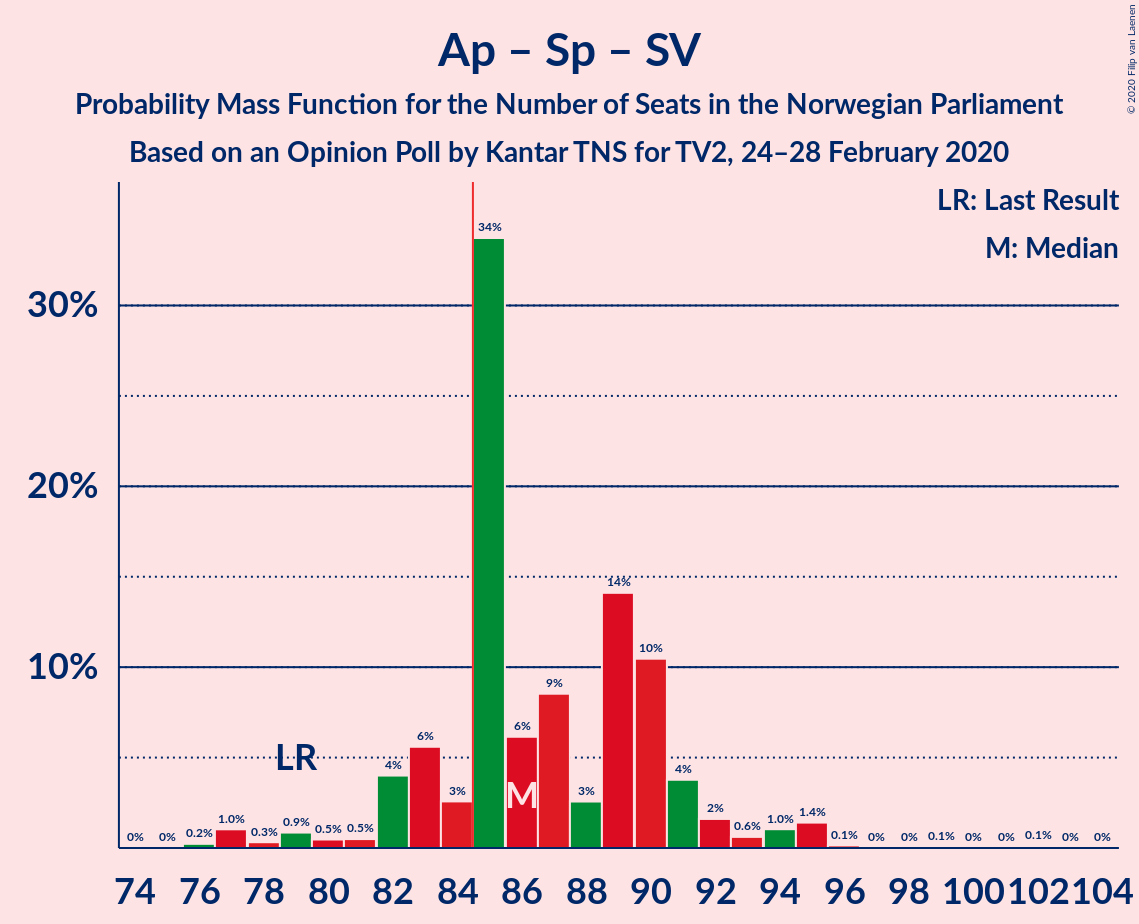 Ap – Sp – SV
Probability Mass Function for the Number of Seats in the Norwegian Parliament
Based on an Opinion Poll by Kantar TNS for TV2, 24–28 February 2020
© 2020 Filip van Laenen
LR: Last Result
M: Median
30%
20%
10%
0% 0% 0.2% 1.0% 0.3% 0.9% 0.5% 0.5% 4% 6% 3% 34% 6% 9% 3% 14% 10% 4% 2% 0.6% 1.0% 1.4% 0.1% 0% 0% 0.1% 0% 0% 0.1% 0% 0%
LR
M
74 76 78 80 82 84 86 88 90 92 94 96 98 100 102 104